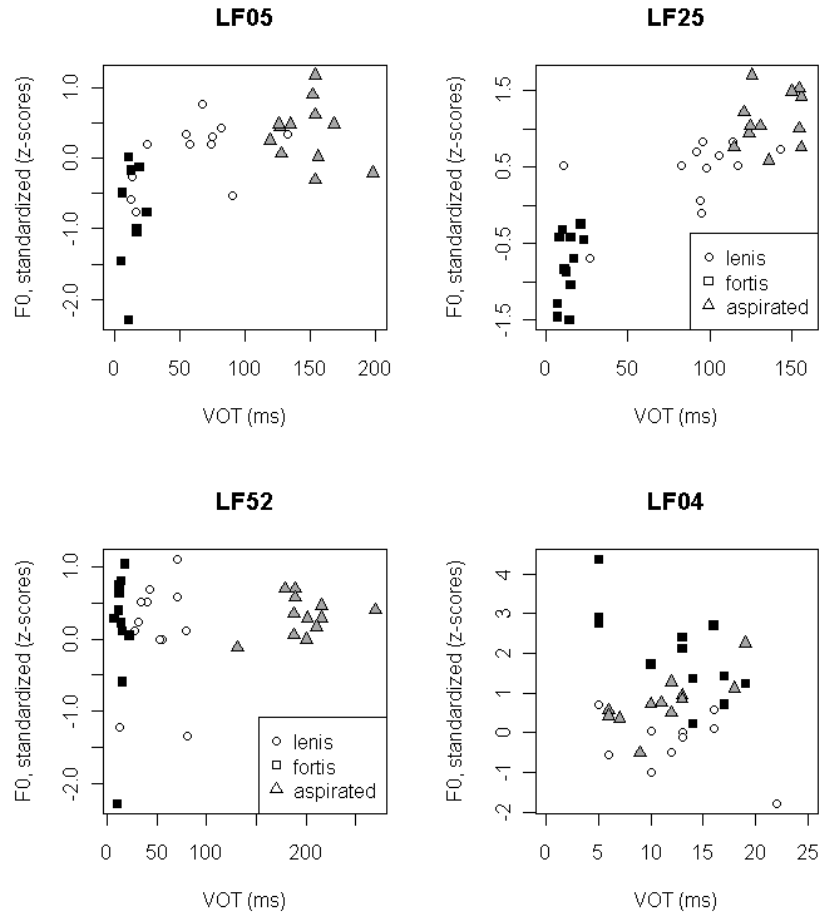 LF05
F0, standardized (z-scores)
1.0
0.0
-1.0
-2.0
0 50 100 150 200
VOT (ms)
LF25
F0, standardized (z-scores)
1.5
0.5
-0.5
-1.5
lenis
fortis
aspirated
0 50 100 150
VOT (ms)
LF52
F0, standardized (z-scores)
1.0
0.0
-1.0
-2.0
lenis
fortis
aspirated
0 50 100 200
VOT (ms)
LF04
F0, standardized (z-scores)
4
3
2
1
0
-1
-2
0 5 10 15 20 25
VOT (ms)